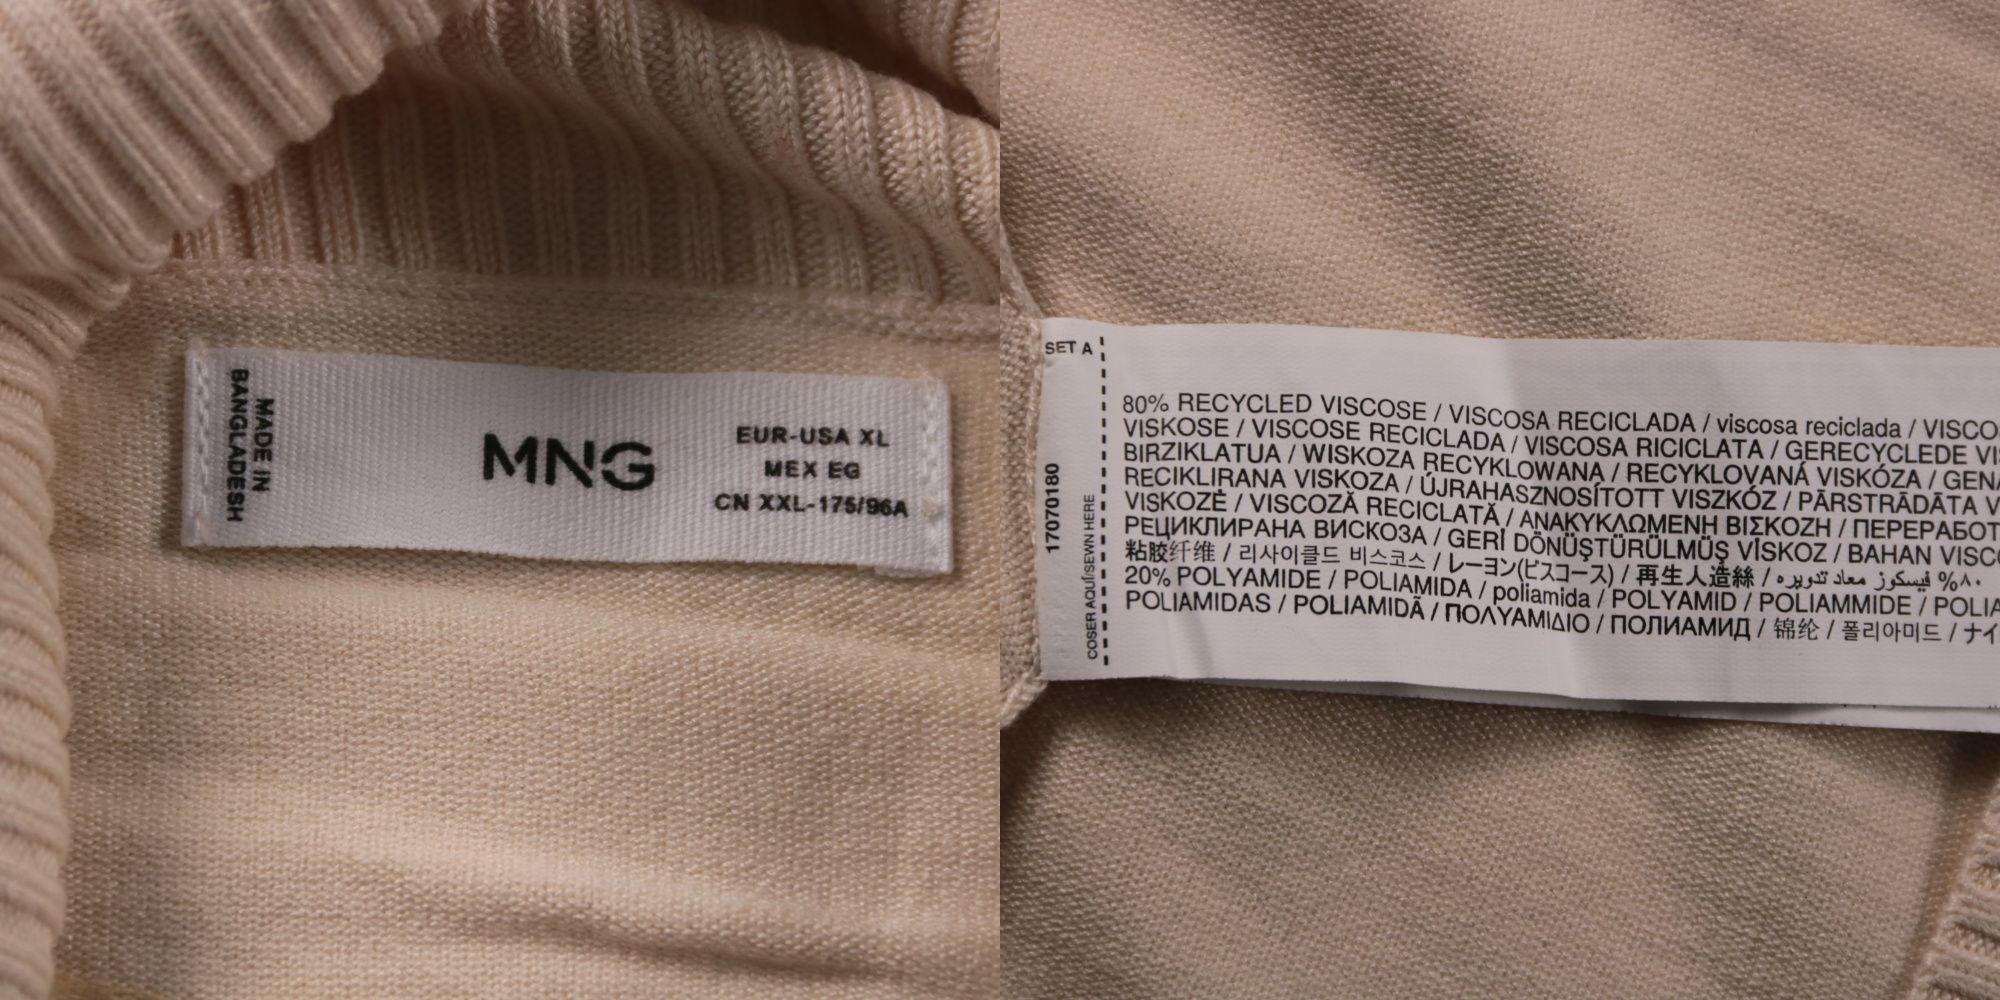 MADE IN
BANGLADESH
MNG
EUR-USA XL
MEX EG
CN XXL-175/96A
SET A
17070180
COSER AQUÍ/SEWN HERE
80% RECYCLED VISCOSE / VISCOSA RECICLADA / viscosa reciclada / VISCO
VISKOSE / VISCOSE RECICLADA / VISCOSA RICICLATA / GERECYCLEDE VI
BIRZIKLATUA / WISKOZA RECYKLOWANA / RECYKLOVANÁ VISKÓZA / GENA
RECIKLIRANA VISKOZA / ÚJRAHASZNOSÍTOTT VISZKÓZ / PĀRSTRĀDĀTA V
VISKOZĖ / VISCOZĂ RECICLATĂ / ΑΝΑΚΥΚΛΩΜΕΝΗ ΒΙΣΚΟΖΗ / ПЕРЕРАБОТ
РЕЦИКЛИРАНА ВИСКОЗА / GERİ DÖNÜŞTÜRÜLMÜŞ VİSKOZ / BAHAN VISCO
粘胶纤维 / 리사이클드 비스코스 / レーヨン(ビスコース) / 再生人造絲 / ٨٠% فيسكوز معاد تدويره
20% POLYAMIDE / POLIAMIDA / poliamida / POLYAMID / POLIAMMIDE / POLIA
POLIAMIDAS / POLIAMIDĂ / ΠΟΛΥΑΜΙΔΙΟ / ПОЛИАМИД / 锦纶 / 폴리아미드 / ナイ